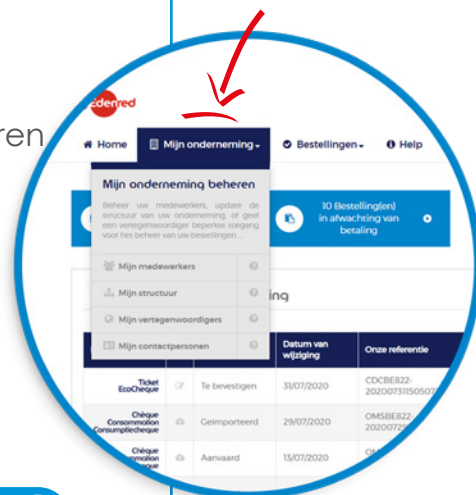 ren
Edenred
Home Mijn onderneming Bestellingen Help
Mijn onderneming beheren
Beheer uw medewerkers, update de
structuur van uw onderneming, of geef
een vertegenwoordiger beperkte toegang
voor het beheer van uw bestellingen ...
10 Bestelling(en)
in afwachting van
betaling
Mijn medewerkers
Mijn structuur
Mijn vertegenwoordigers
Mijn contactpersonen
ing
Datum van
wijziging
Onze referentie
Ticket
EcoCheque
Te bevestigen
31/07/2020
CDCBE822-
Chèque
Consommation
Consumptiecheque
Geïmporteerd
29/07/2020
OMSBE822-
Chèque
Aanvaard
13/07/2020